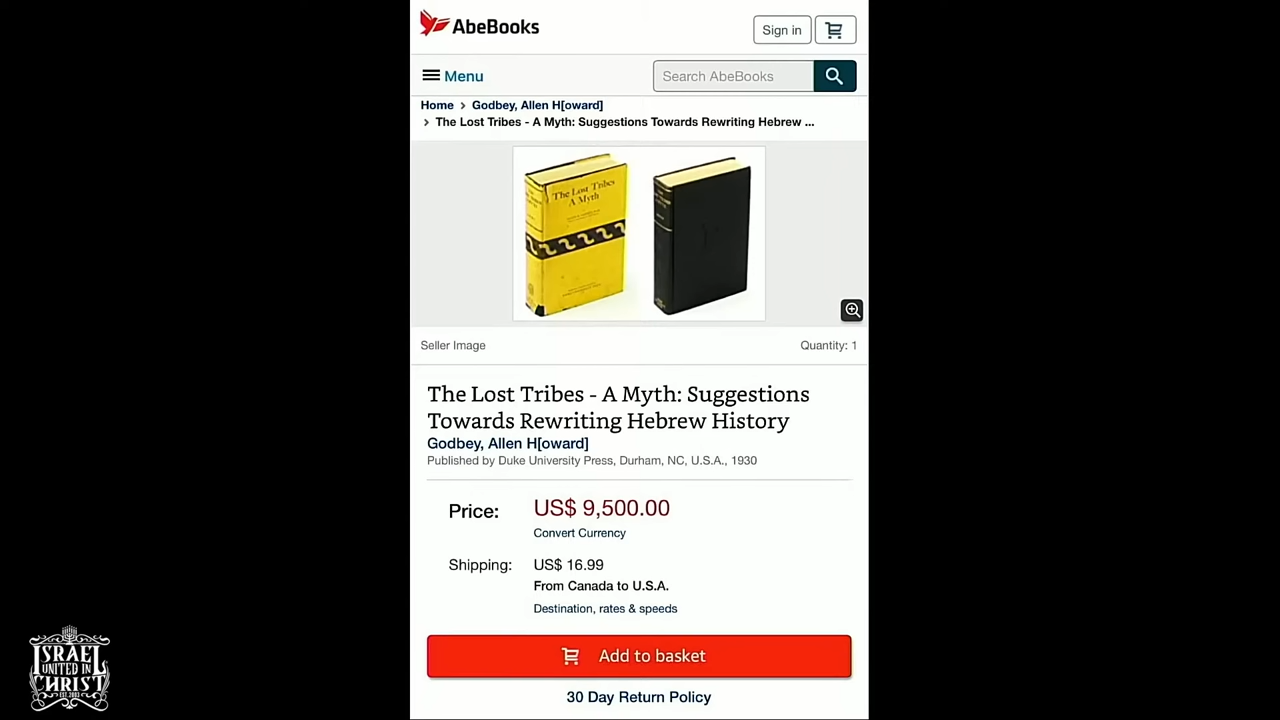 AbeBooks
Sign in
Menu
Search AbeBooks
Home > Godbey, Allen H[oward]
> The Lost Tribes - A Myth: Suggestions Towards Rewriting Hebrew ...
The Lost Tribes
A Myth
Seller Image
Quantity: 1
The Lost Tribes - A Myth: Suggestions
Towards Rewriting Hebrew History
Godbey, Allen H[oward]
Published by Duke University Press, Durham, NC, U.S.A., 1930
Price: US$ 9,500.00
Convert Currency
Shipping: US$ 16.99
From Canada to U.S.A.
Destination, rates & speeds
Add to basket
30 Day Return Policy
ISRAEL
UNITED IN
CHRIST
EST. 2003